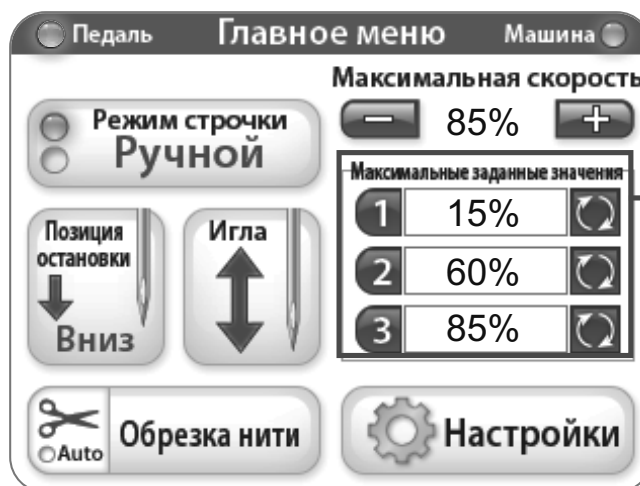 Педаль
Главное меню
Машина
Максимальная скорость
85%
Режим строчки
Ручной
Максимальные заданные значения
1 15%
2 60%
3 85%
Позиция
остановки
Вниз
Игла
Auto
Обрезка нити
Настройки